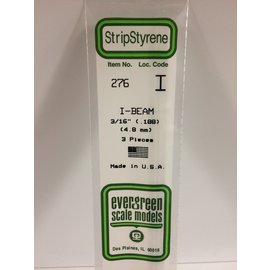 StripStyrene
Item No. Loc. Code
276 I
I-BEAM
3/16" (.188)
(4.8 mm)
3 Pieces
Made in U.S.A.
evergreen
scale models
Des Plaines, IL 60018